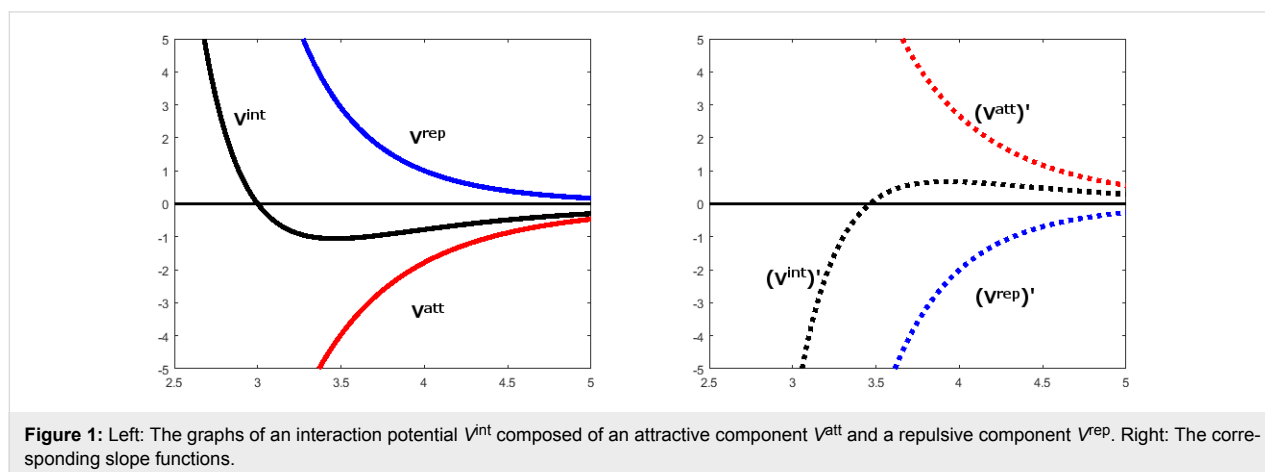 5
4
3
2
1
0
-1
-2
-3
-4
-5
2.5 3 3.5 4 4.5 5
V^int
V^rep
V^att
5
4
3
2
1
0
-1
-2
-3
-4
-5
2.5 3 3.5 4 4.5 5
(V^att)'
(V^int)'
(V^rep)'
Figure 1: Left: The graphs of an interaction potential V^int composed of an attractive component V^att and a repulsive component V^rep. Right: The corre-
sponding slope functions.